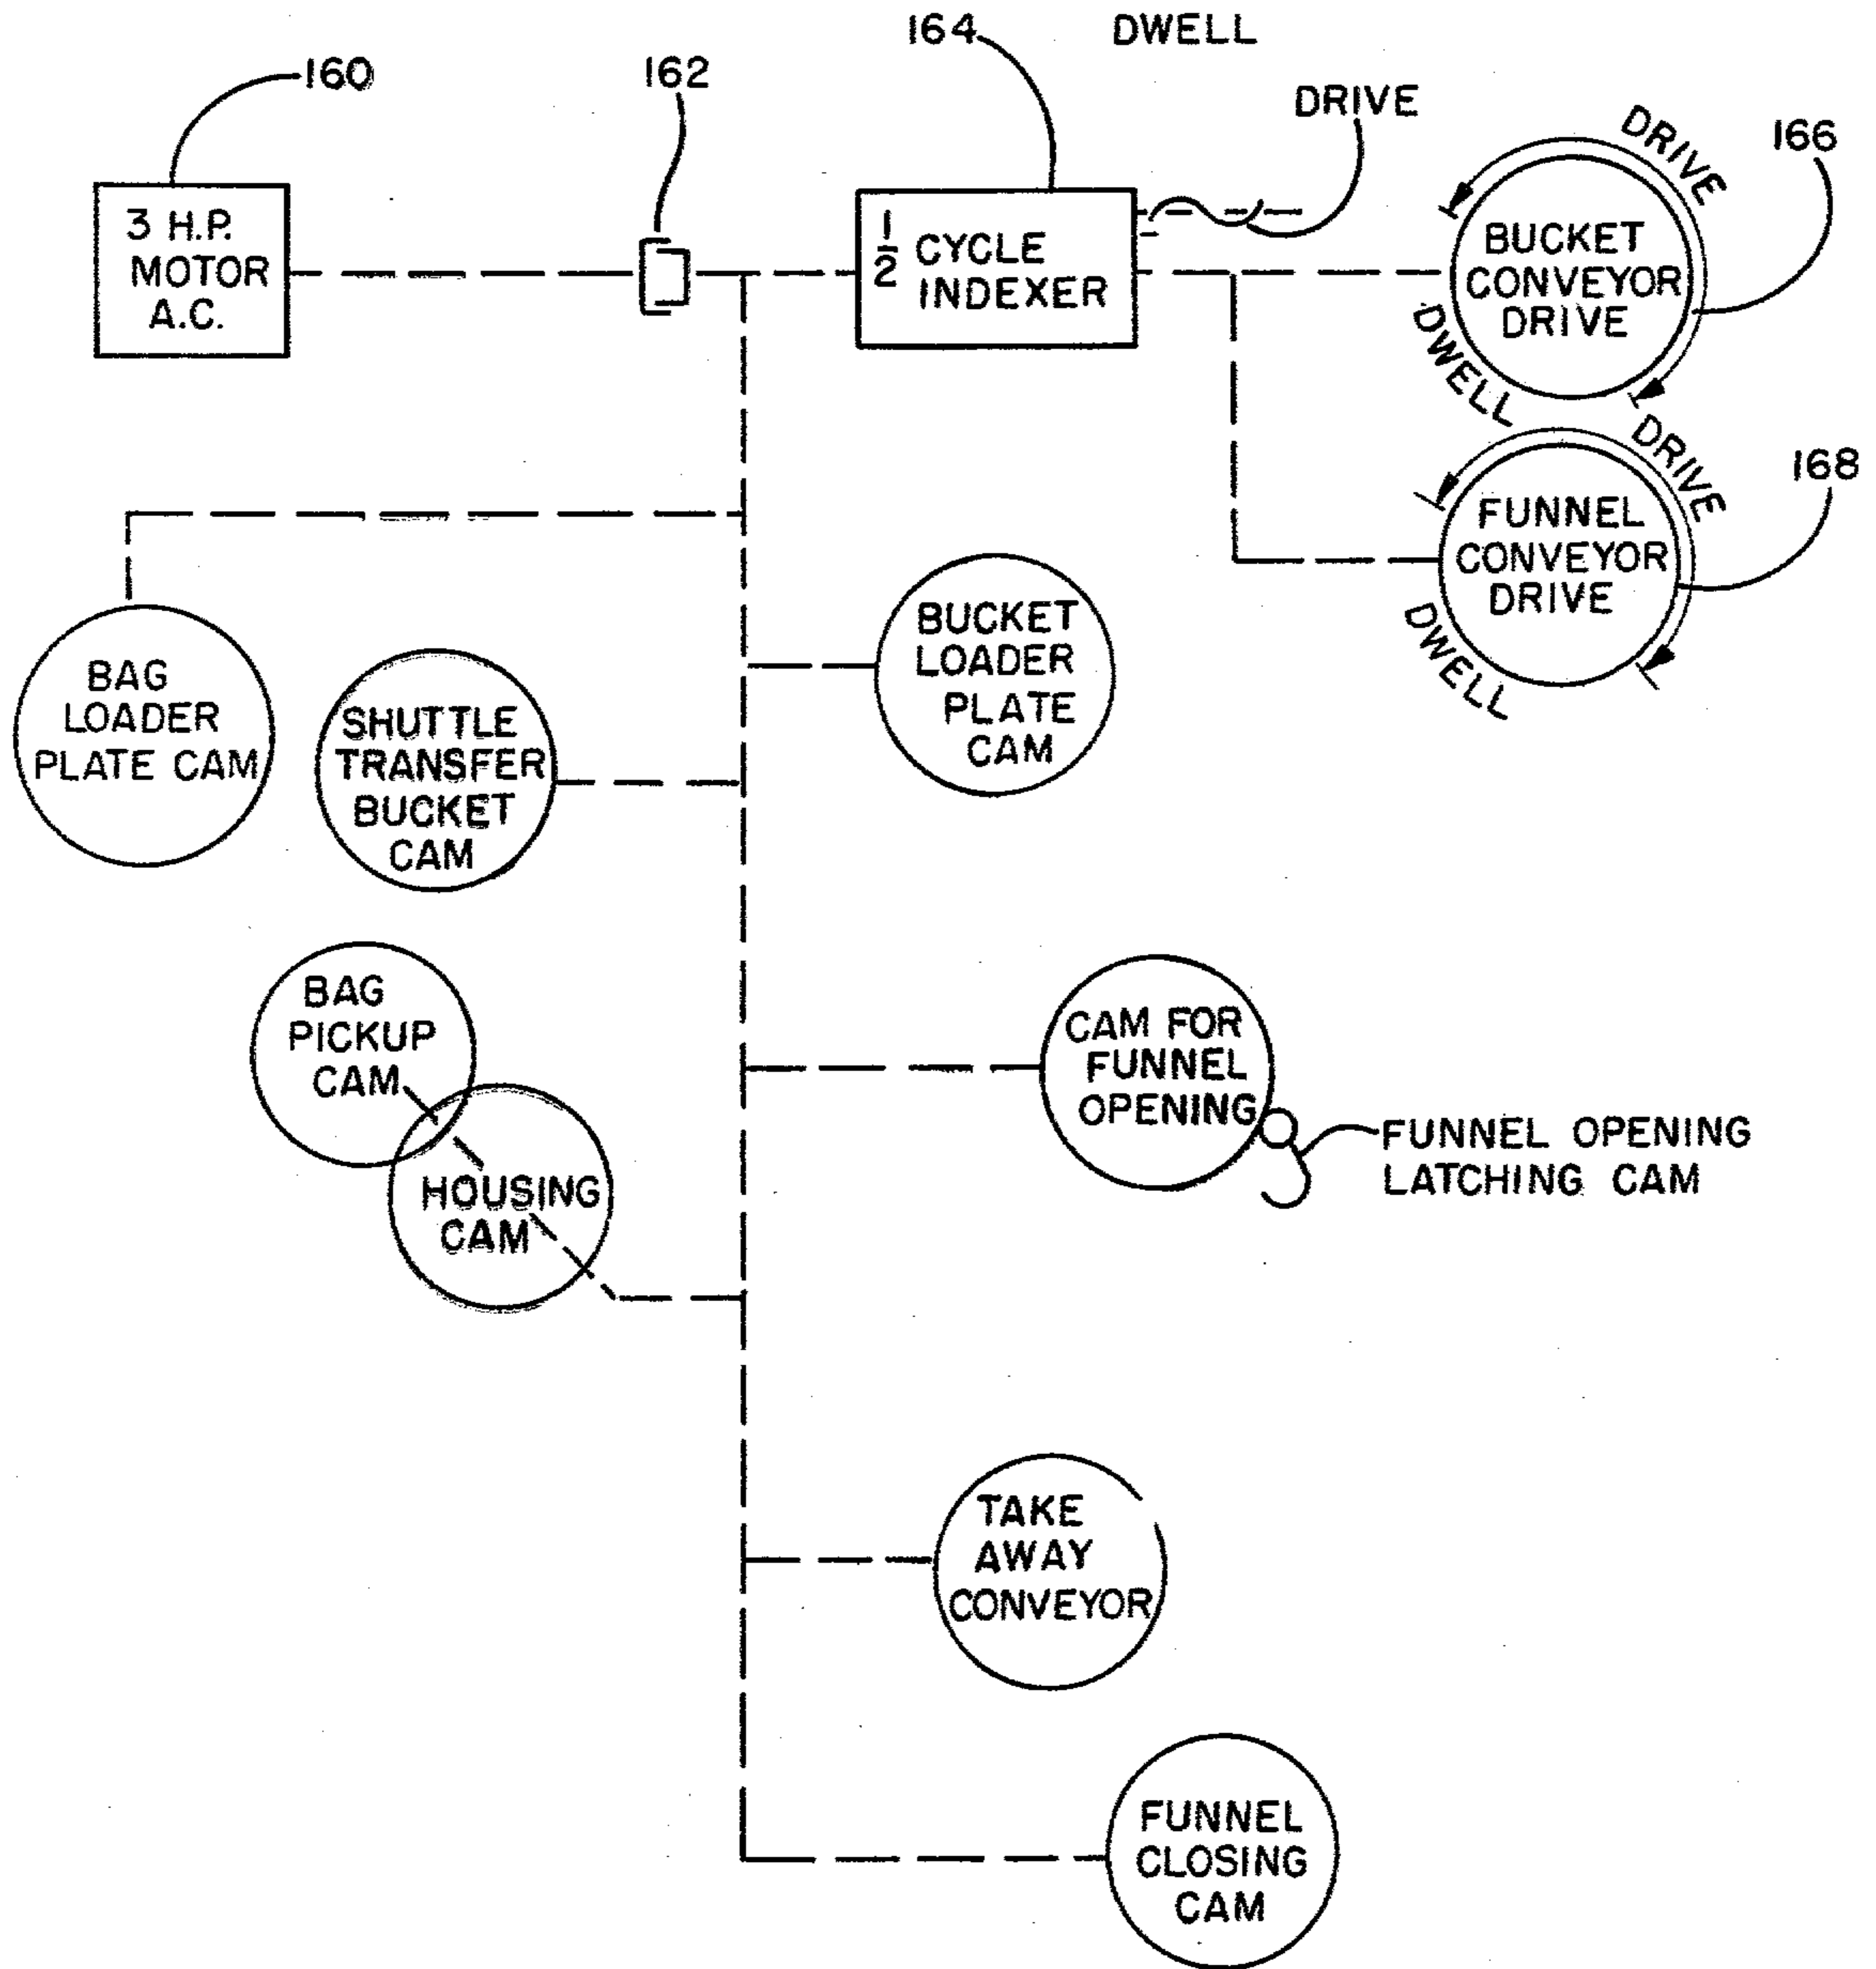 164
DWELL
160
162
DRIVE
3 H.P.
MOTOR
A.C.
1/2 CYCLE
INDEXER
DRIVE
166
BUCKET
CONVEYOR
DRIVE
DWELL
DRIVE
168
FUNNEL
CONVEYOR
DRIVE
DWELL
BAG
LOADER
PLATE CAM
SHUTTLE
TRANSFER
BUCKET
CAM
BUCKET
LOADER
PLATE
CAM
BAG
PICKUP
CAM
HOUSING
CAM
CAM FOR
FUNNEL
OPENING
FUNNEL OPENING
LATCHING CAM
TAKE
AWAY
CONVEYOR
FUNNEL
CLOSING
CAM